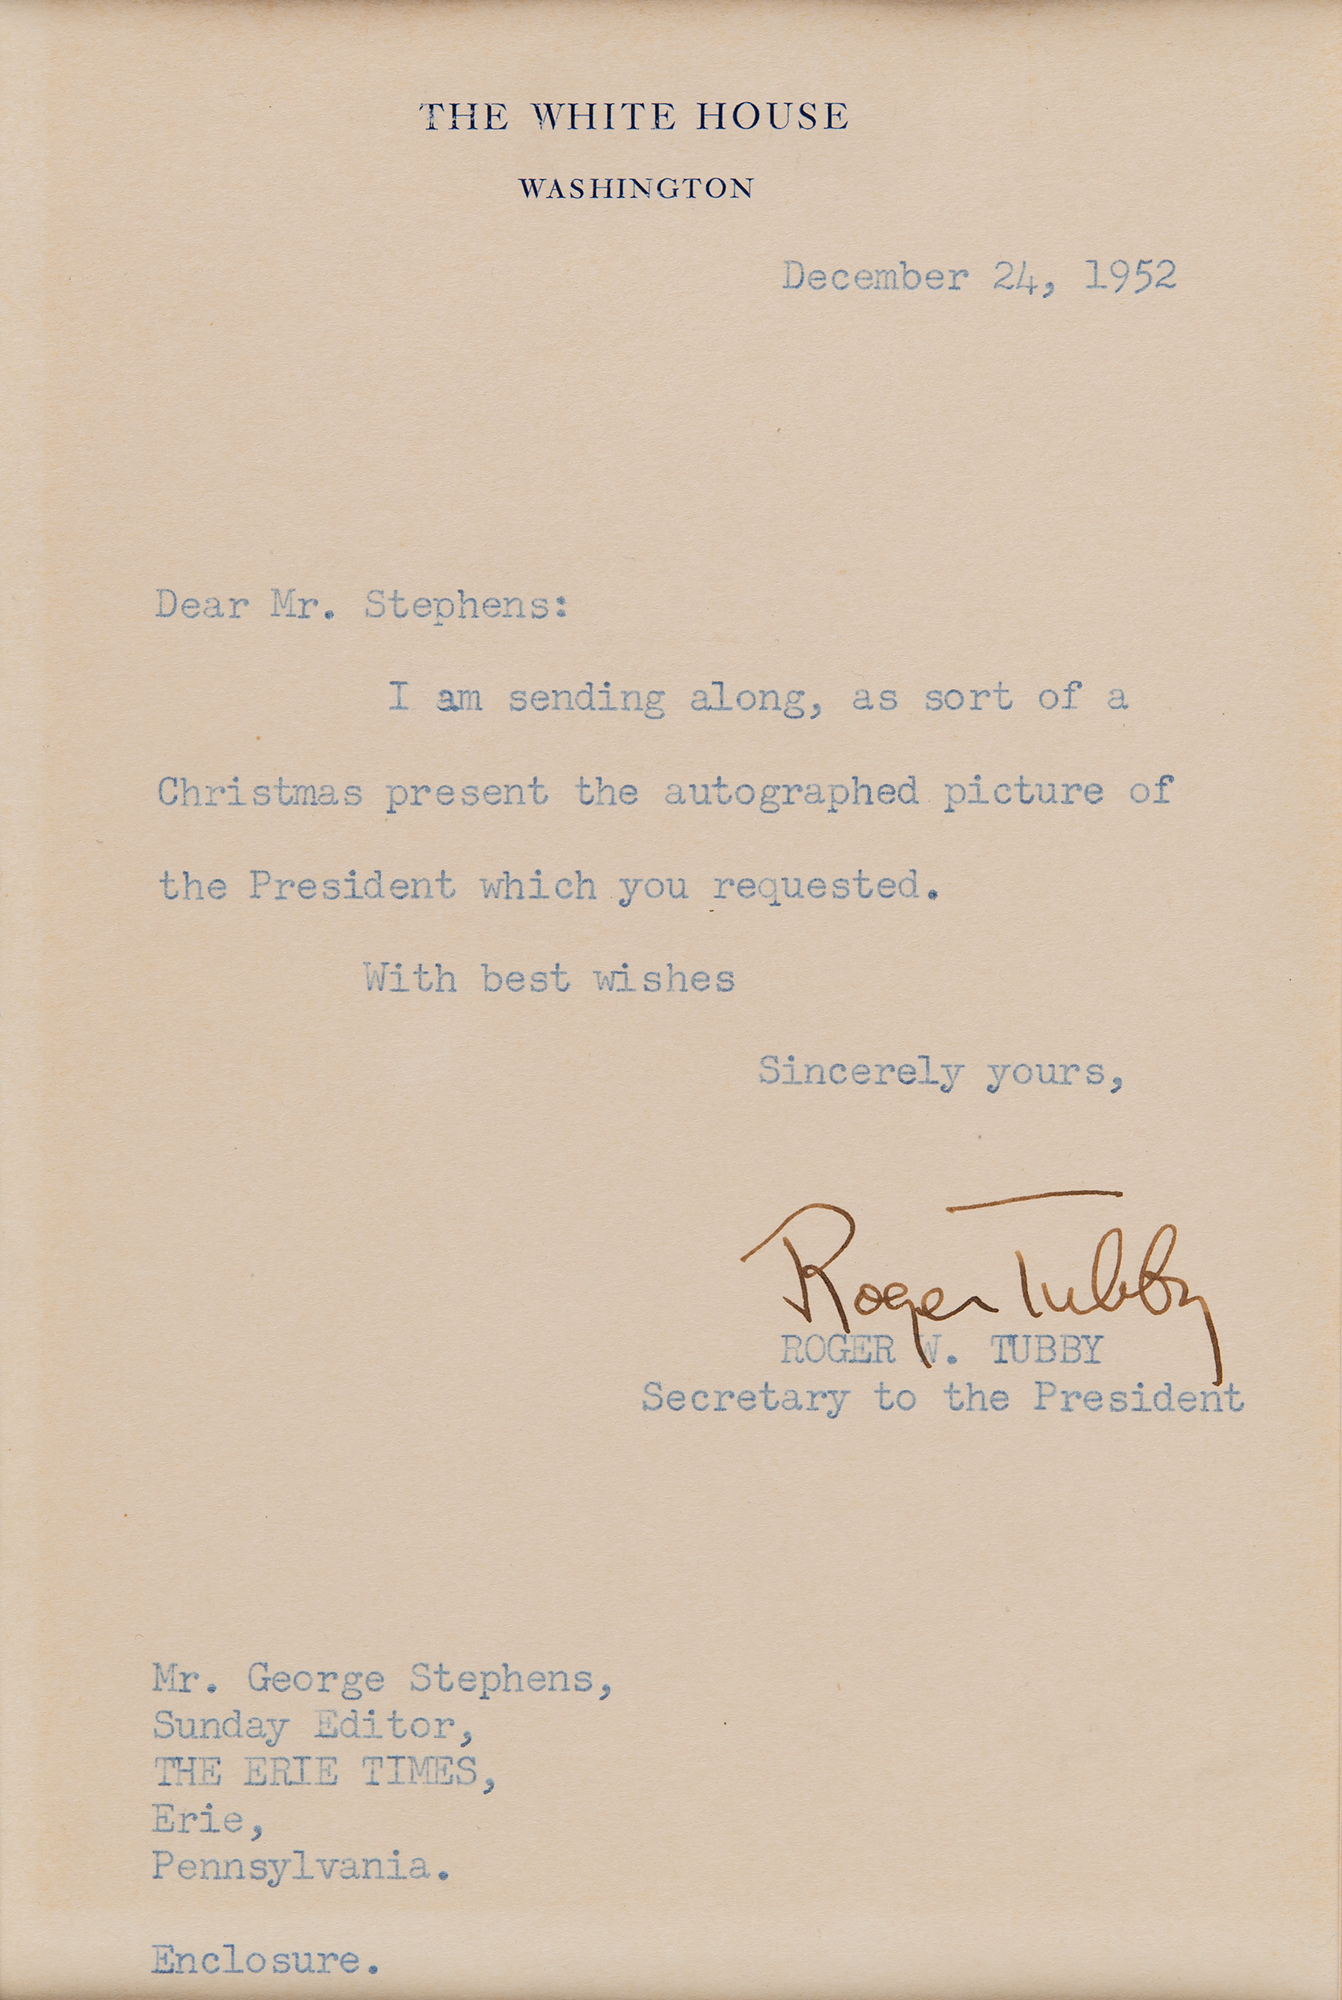 THE WHITE HOUSE
WASHINGTON
December 24, 1952
Dear Mr. Stephens:
I am sending along, as sort of a
Christmas present the autographed picture of
the President which you requested.
With best wishes
Sincerely yours,
Roger Tubby
ROGER W. TUBBY
Secretary to the President
Mr. George Stephens,
Sunday Editor,
THE ERIE TIMES,
Erie,
Pennsylvania.
Enclosure.